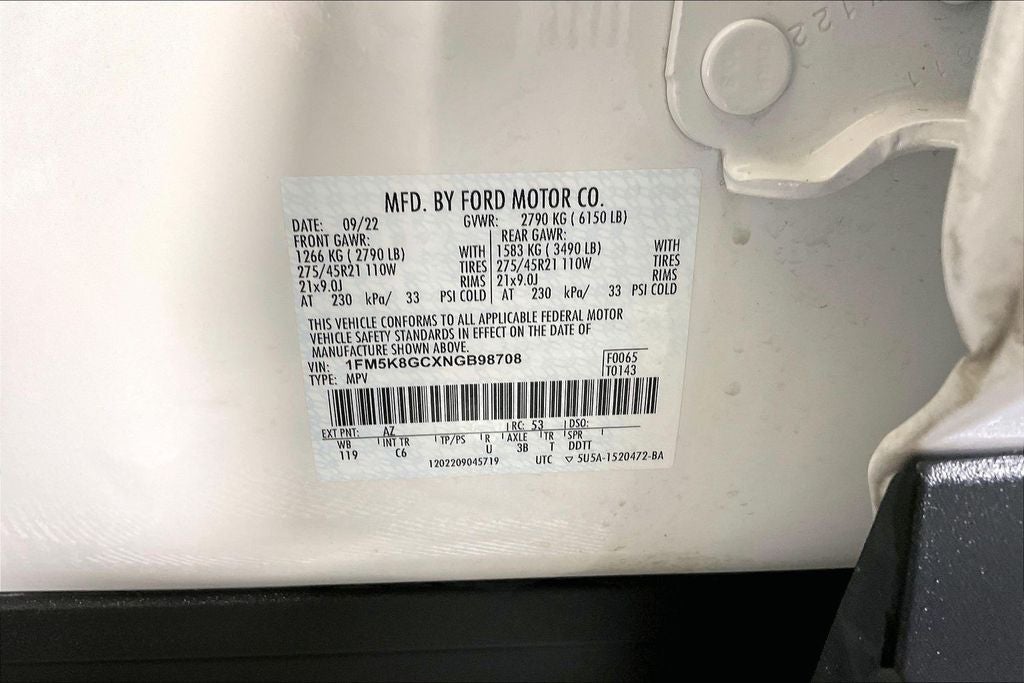 MFD. BY FORD MOTOR CO.
DATE: 09/22 GVWR: 2790 KG ( 6150 LB)
FRONT GAWR: REAR GAWR:
1266 KG ( 2790 LB) WITH 1583 KG ( 3490 LB) WITH
275/45R21 110W TIRES 275/45R21 110W TIRES
21x9.0J RIMS 21x9.0J RIMS
AT 230 kPa/ 33 PSI COLD AT 230 kPa/ 33 PSI COLD
THIS VEHICLE CONFORMS TO ALL APPLICABLE FEDERAL MOTOR
VEHICLE SAFETY STANDARDS IN EFFECT ON THE DATE OF
MANUFACTURE SHOWN ABOVE.
VIN: 1FM5K8GCXNGB98708 F0065
TYPE: MPV T0143
EXT PNT: AZ RC: 53 DSO:
WB INT TR TP/PS R AXLE TR SPR
119 C6 U 3B T DDTT
1202209045719 UTC ▽ 5U5A-1520472-BA